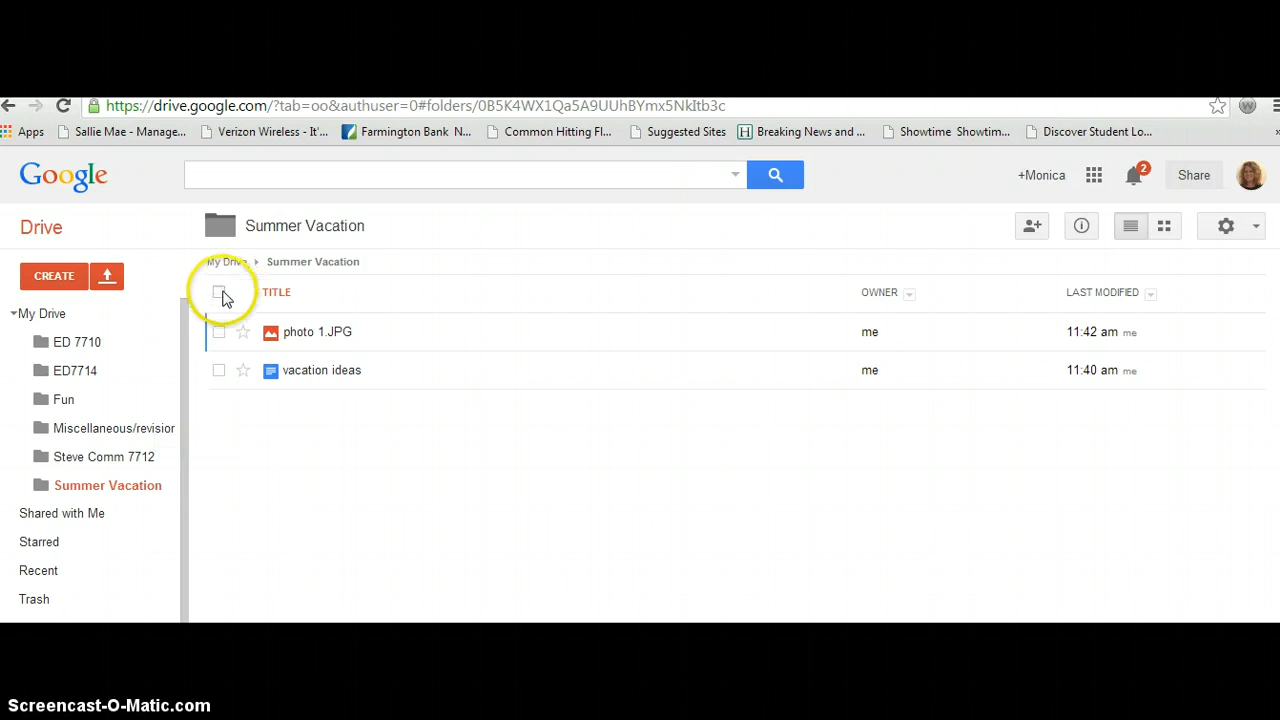 https://drive.google.com/?tab=oo&authuser=0#folders/0B5K4WX1Qa5A9UUhBYmx5NkItb3c
Apps Sallie Mae - Manage... Verizon Wireless - It'... Farmington Bank N... Common Hitting Fl... Suggested Sites Breaking News and ... Showtime Showtim... Discover Student Lo... »
Google +Monica 2 Share
Drive Summer Vacation
My Drive Summer Vacation
CREATE
TITLE OWNER LAST MODIFIED
My Drive
photo 1.JPG me 11:42 am me
ED 7710
ED7714
vacation ideas me 11:40 am me
Fun
Miscellaneous/revisior
Steve Comm 7712
Summer Vacation
Shared with Me
Starred
Recent
Trash
Screencast-O-Matic.com